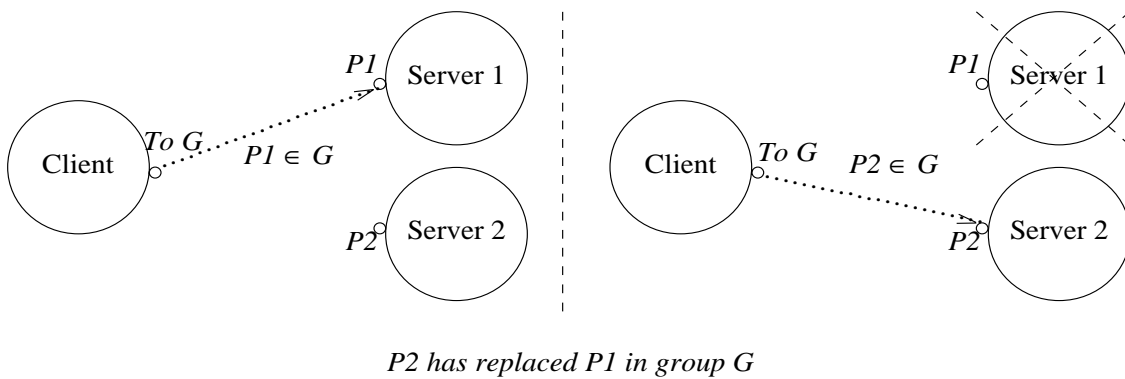 P1
Server 1
To G
Client
P1 ∈ G
Server 2
P2
P1
Server 1
To G
P2 ∈ G
Client
Server 2
P2
P2 has replaced P1 in group G